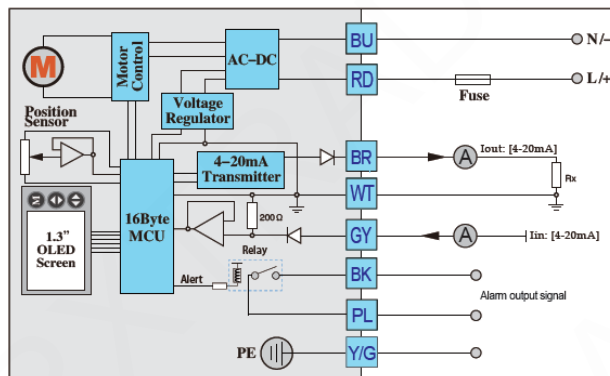 BU
N/−
AC−DC
Motor
Control
M
RD
L/+
Fuse
Voltage
Regulator
Position
Sensor
4−20mA
Transmitter
BR
A
Iout: [4-20mA]
Rx
WT
16Byte
MCU
200Ω
M
1.3"
OLED
Screen
GY
A
Iin: [4-20mA]
Relay
BK
Alert
Alarm output signal
PL
PE
Y/G